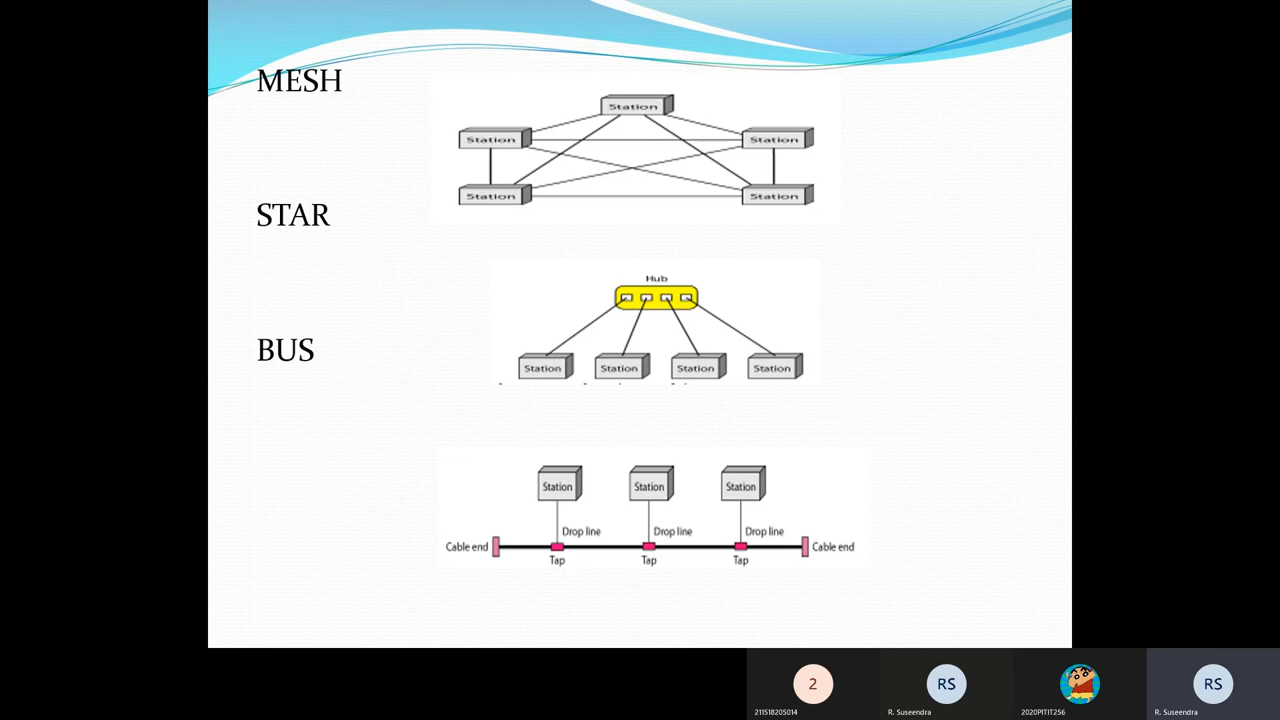 MESH
Station
Station Station
Station Station
STAR
Hub
BUS
Station Station Station Station
Station Station Station
Drop line Drop line Drop line
Cable end Cable end
Tap Tap Tap
2 RS RS
211518205014 R. Suseendra 2020PITIT256 R. Suseendra